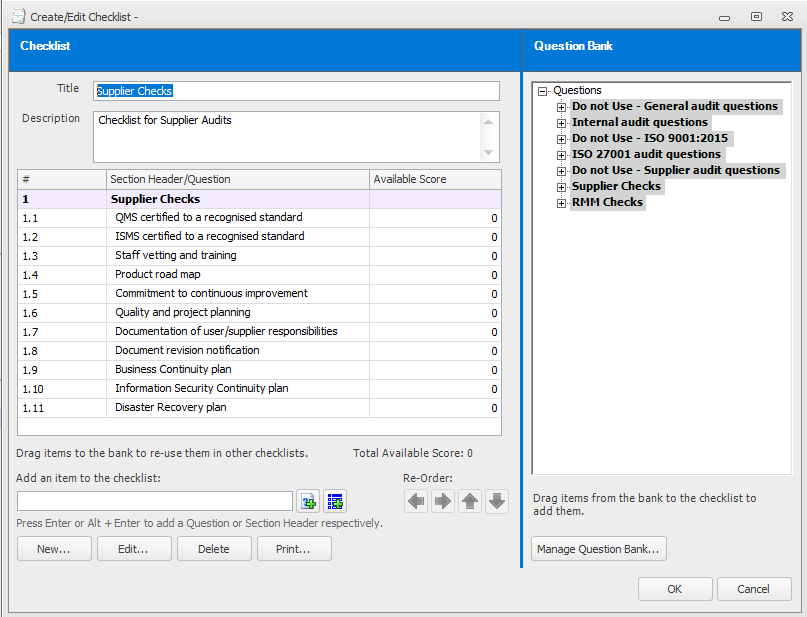 Create/Edit Checklist -
Checklist
Title
Supplier Checks
Description
Checklist for Supplier Audits
# Section Header/Question Available Score
1 Supplier Checks
1.1 QMS certified to a recognised standard 0
1.2 ISMS certified to a recognised standard 0
1.3 Staff vetting and training 0
1.4 Product road map 0
1.5 Commitment to continuous improvement 0
1.6 Quality and project planning 0
1.7 Documentation of user/supplier responsibilities 0
1.8 Document revision notification 0
1.9 Business Continuity plan 0
1.10 Information Security Continuity plan 0
1.11 Disaster Recovery plan 0
Drag items to the bank to re-use them in other checklists. Total Available Score: 0
Add an item to the checklist: Re-Order:
Press Enter or Alt + Enter to add a Question or Section Header respectively.
New... Edit... Delete Print...
Question Bank
Questions
Do not Use - General audit questions
Internal audit questions
Do not Use - ISO 9001:2015
ISO 27001 audit questions
Do not Use - Supplier audit questions
Supplier Checks
RMM Checks
Drag items from the bank to the checklist to
add them.
Manage Question Bank...
OK Cancel